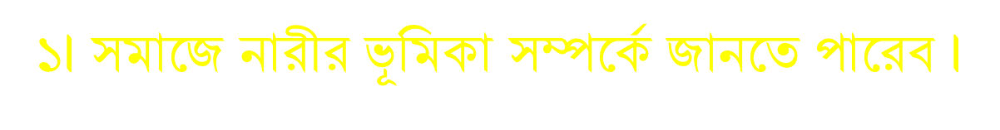 ১। সমাজে নারীর ভূমিকা সম্পর্কে জানতে পারেব।